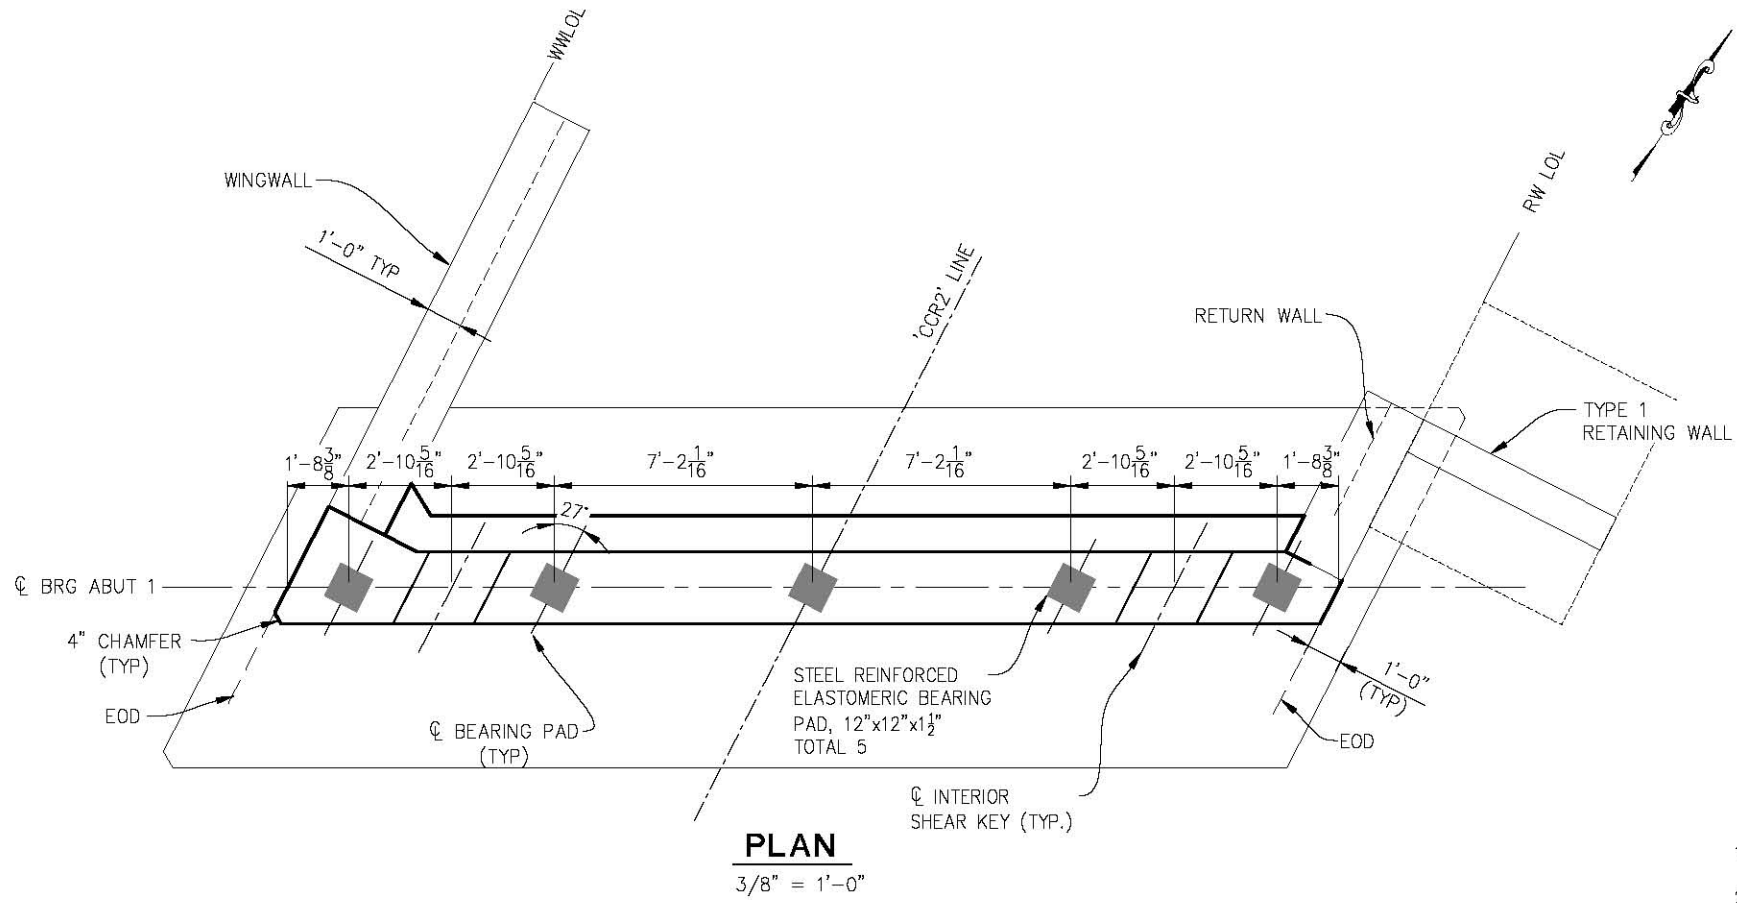 WWLOL
WINGWALL
1'-0" TYP
'CCR2' LINE
RW LOL
RETURN WALL
TYPE 1
RETAINING WALL
1'-8 3/8"
2'-10 5/16"
2'-10 5/16"
7'-2 1/16"
7'-2 1/16"
2'-10 5/16"
2'-10 5/16"
1'-8 3/8"
27°
℄ BRG ABUT 1
4" CHAMFER
(TYP)
EOD
℄ BEARING PAD
(TYP)
STEEL REINFORCED
ELASTOMERIC BEARING
PAD, 12"x12"x1 1/2"
TOTAL 5
1'-0"
(TYP)
EOD
℄ INTERIOR
SHEAR KEY (TYP.)
PLAN
3/8" = 1'-0"